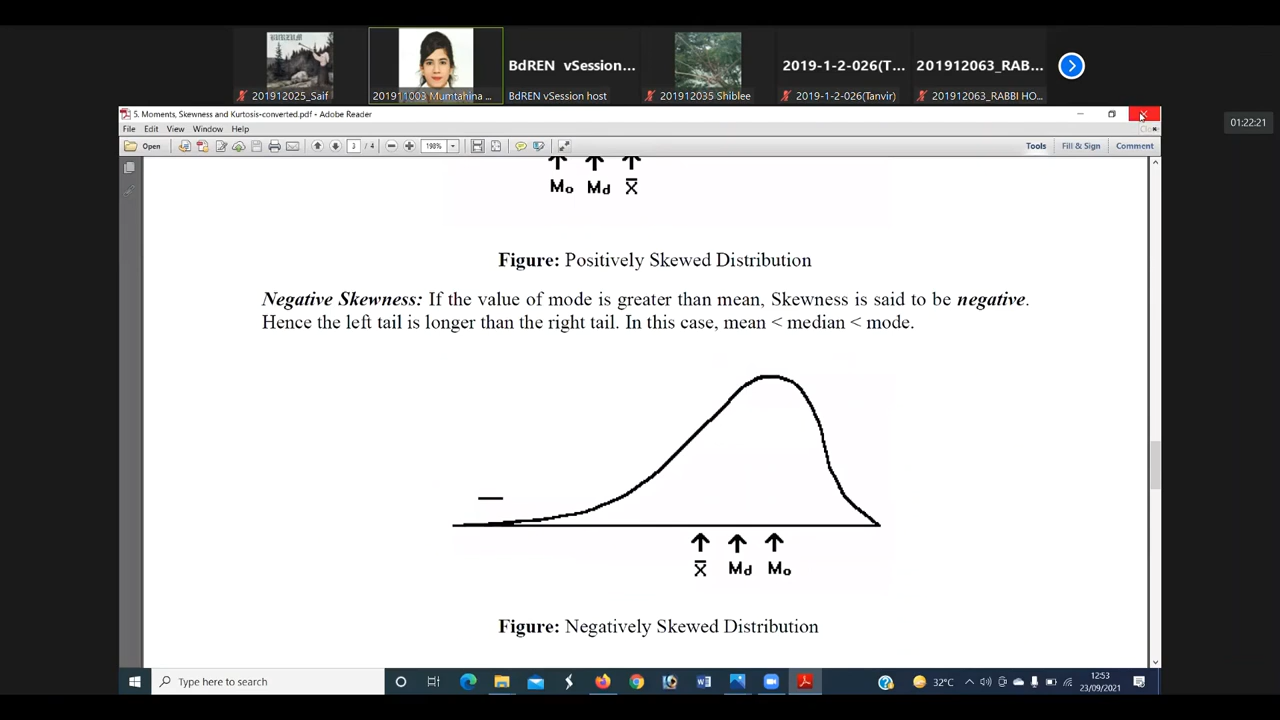 BdREN vSession...
2019-1-2-026(T...
201912063_RAB...
201912025_Saif
201911003 Mumtahina ...
BdREN vSession host
201912035 Shiblee
2019-1-2-026(Tanvir)
201912063_RABBI HO...
01:22:21
5. Moments, Skewness and Kurtosis-converted.pdf - Adobe Reader
File Edit View Window Help
Open 3 / 4 198% Tools Fill & Sign Comment
Mo Md X̄
Figure: Positively Skewed Distribution
Negative Skewness: If the value of mode is greater than mean, Skewness is said to be negative.
Hence the left tail is longer than the right tail. In this case, mean < median < mode.
X̄ Md Mo
Figure: Negatively Skewed Distribution
Type here to search
32°C
12:53
23/09/2021